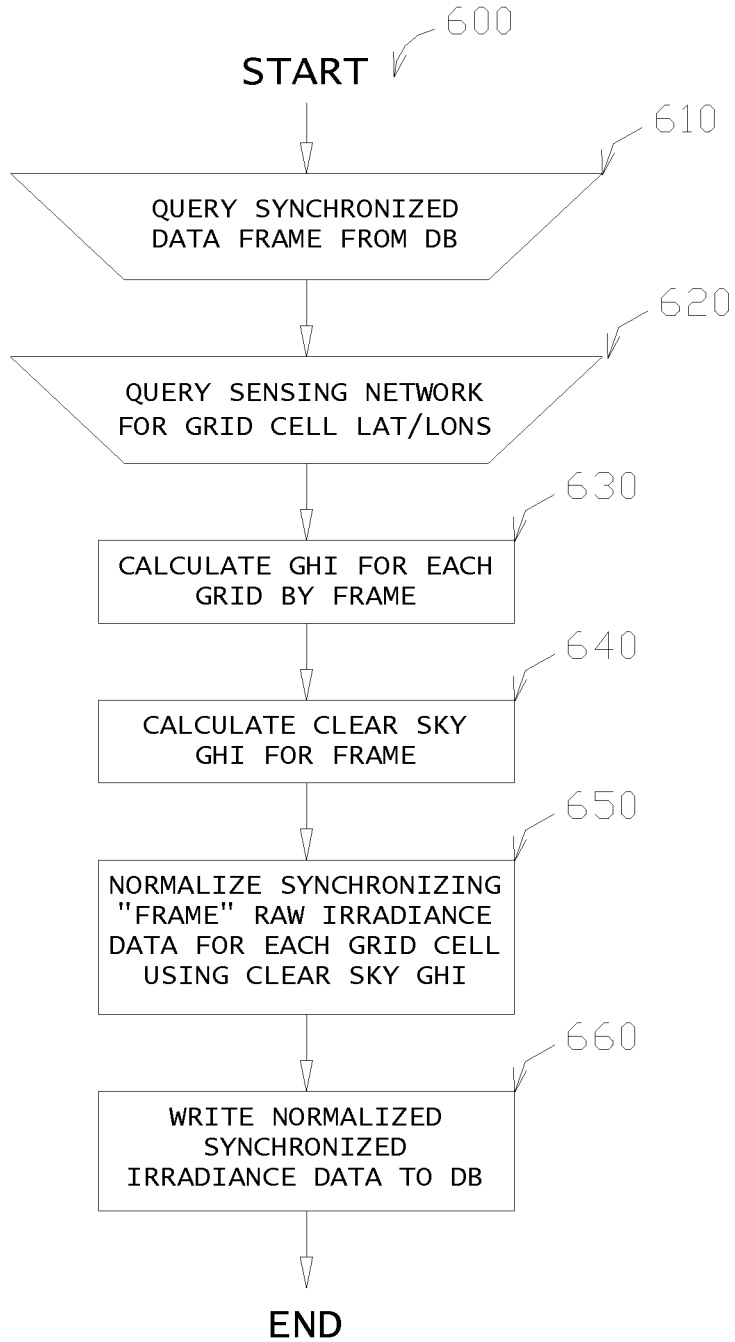 600
START
610
QUERY SYNCHRONIZED
DATA FRAME FROM DB
620
QUERY SENSING NETWORK
FOR GRID CELL LAT/LONS
630
CALCULATE GHI FOR EACH
GRID BY FRAME
640
CALCULATE CLEAR SKY
GHI FOR FRAME
650
NORMALIZE SYNCHRONIZING
"FRAME" RAW IRRADIANCE
DATA FOR EACH GRID CELL
USING CLEAR SKY GHI
660
WRITE NORMALIZED
SYNCHRONIZED
IRRADIANCE DATA TO DB
END